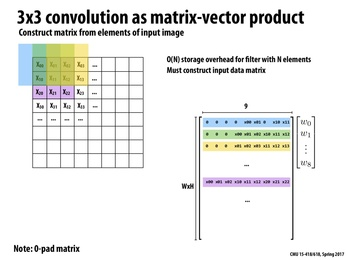 3x3 convolution as matrix-vector product
Construct matrix from elements of input image
O(N) storage overhead for filter with N elements
Must construct input data matrix
X00 X01 X02 X03 ...
X10 X11 X12 X13 ...
X20 X21 X22 X23 ...
X30 X31 X32 X33 ...
... ... ... ...
9
WxH
0 0 0 0 x00 x01 0 x10 x11
0 0 0 x00 x01 x02 x10 x11 x12
0 0 0 x01 x02 x03 x11 x12 x13
...
x00 x01 x02 x10 x11 x12 x20 x21 x22
...
w0
w1
⋮
w8
Note: 0-pad matrix
CMU 15-418/618, Spring 2017